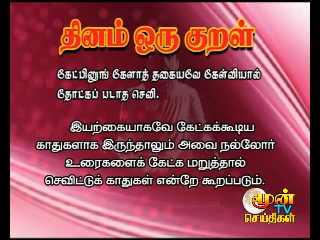 தினம் ஒரு குறள்
கேட்பினுங் கேளாத் தகையவே கேள்வியால்
தோட்கப் படாத செவி.
இயற்கையாகவே கேட்கக்கூடிய
காதுகளாக இருந்தாலும் அவை நல்லோர்
உரைகளைக் கேட்க மறுத்தால்
செவிட்டுக் காதுகள் என்றே கூறப்படும்.
மூன்
TV
செய்திகள்